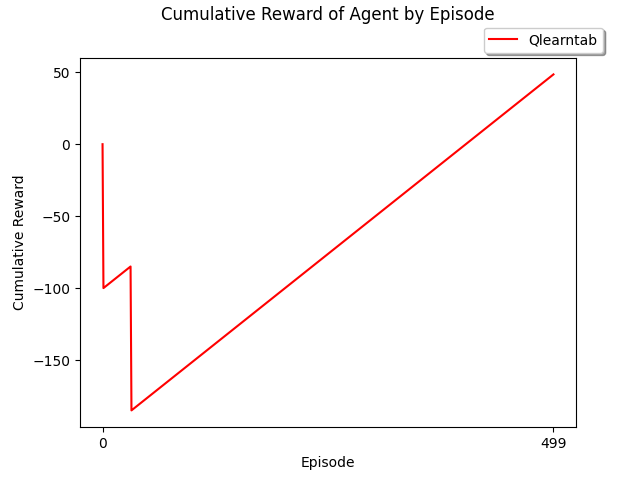 Cumulative Reward of Agent by Episode
Qlearntab
50
0
−50
−100
−150
Cumulative Reward
0
499
Episode